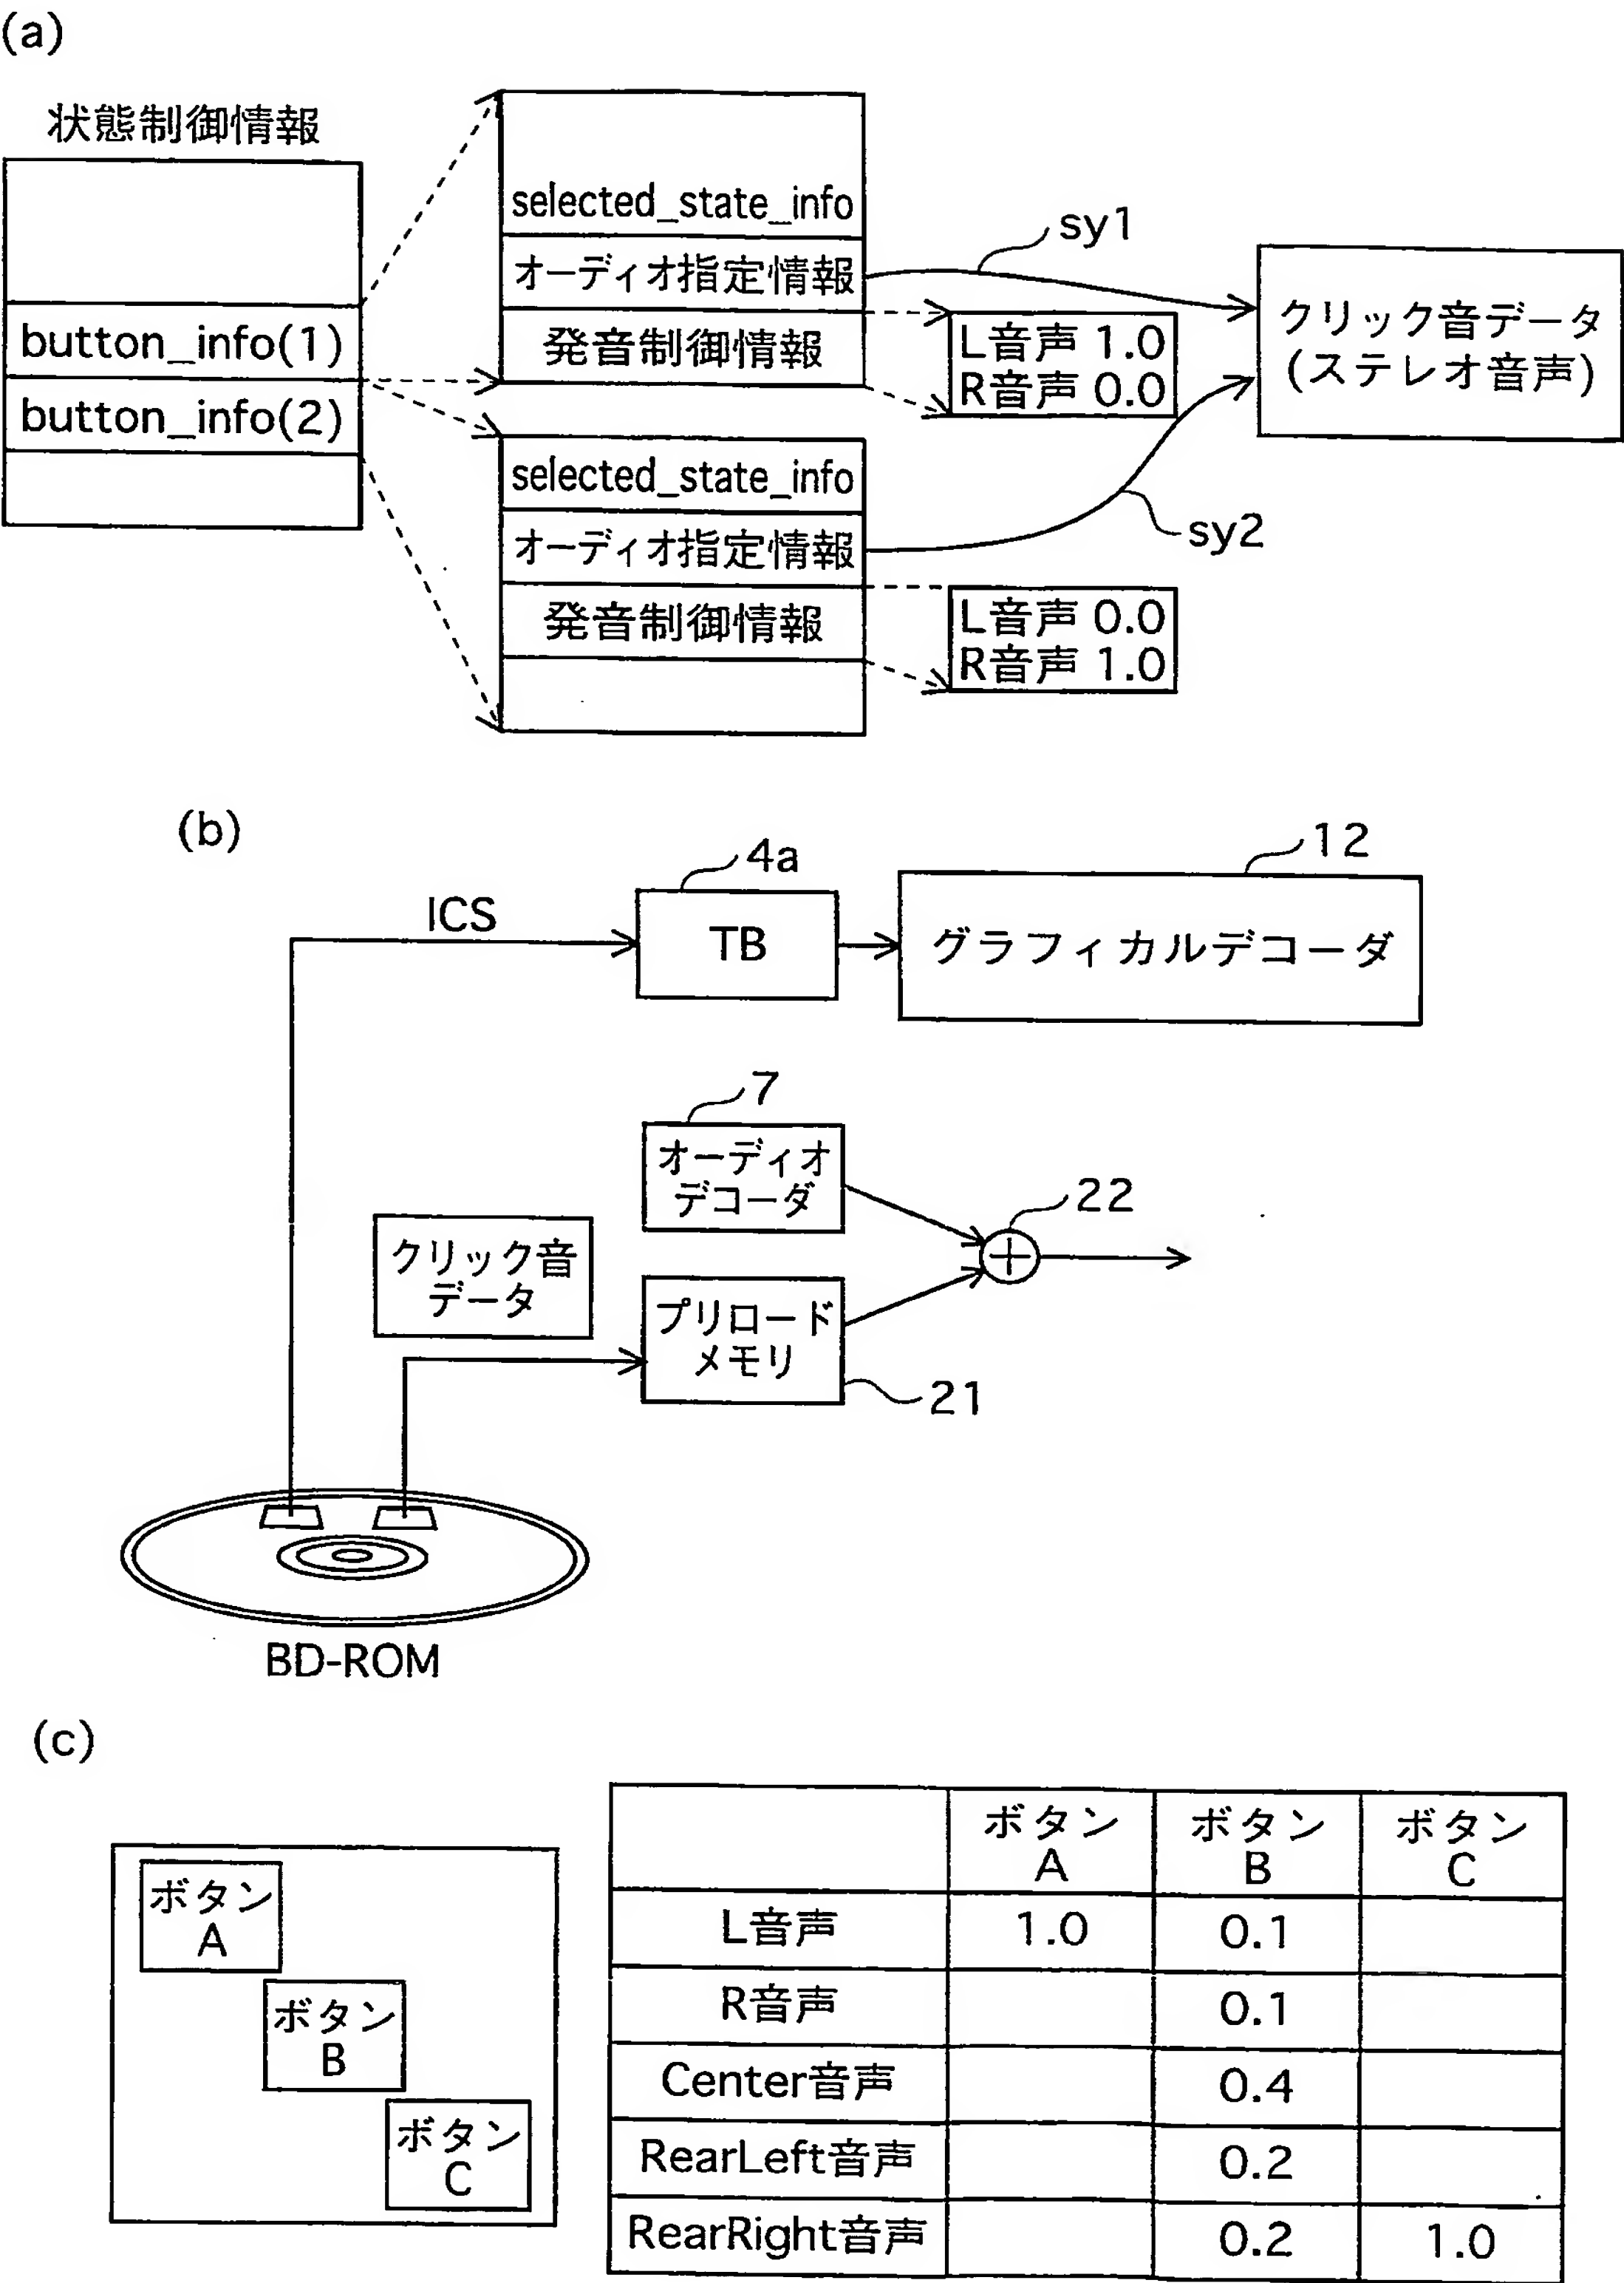 (a)
状態制御情報
button_info(1)
button_info(2)
selected_state_info
オーディオ指定情報
発音制御情報
L音声 1.0
R音声 0.0
sy1
クリック音データ
(ステレオ音声)
selected_state_info
オーディオ指定情報
発音制御情報
L音声 0.0
R音声 1.0
sy2
(b)
ICS
4a
TB
12
グラフィカルデコーダ
7
オーディオ
デコーダ
22
クリック音
データ
プリロード
メモリ
21
BD-ROM
(c)
ボタン
A
ボタン
B
ボタン
C
ボタン
A
ボタン
B
ボタン
C
L音声 1.0 0.1
R音声 0.1
Center音声 0.4
RearLeft音声 0.2
RearRight音声 0.2 1.0